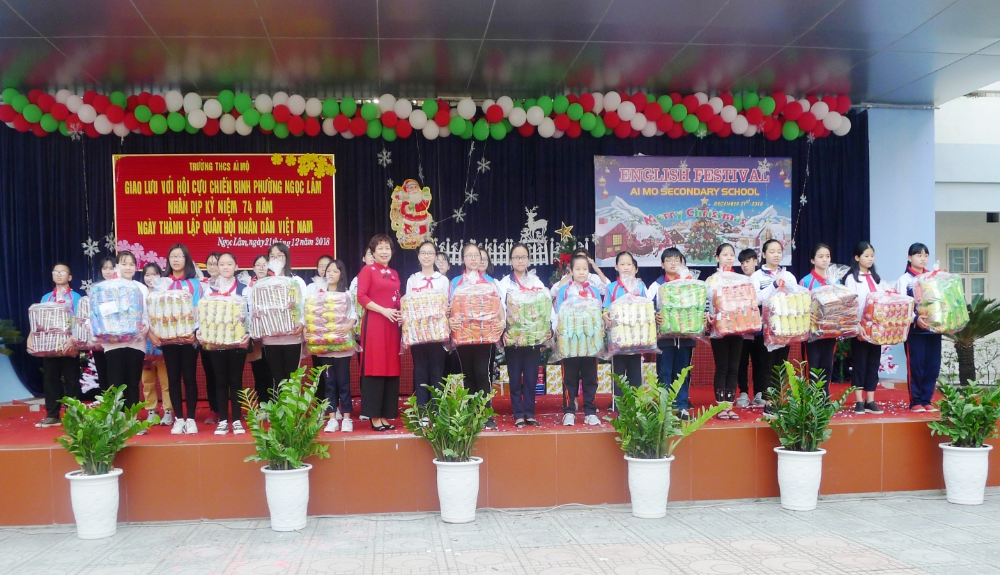 TRƯỜNG THCS ÁI MỘ
GIAO LƯU VỚI HỘI CỰU CHIẾN BINH PHƯỜNG NGỌC LÂM
NHÂN DỊP KỶ NIỆM 74 NĂM
NGÀY THÀNH LẬP QUÂN ĐỘI NHÂN DÂN VIỆT NAM
Ngọc Lâm, ngày 21 tháng 12 năm 2018
ENGLISH FESTIVAL
AI MO SECONDARY SCHOOL
DECEMBER 21ST 2018
Merry Christmas